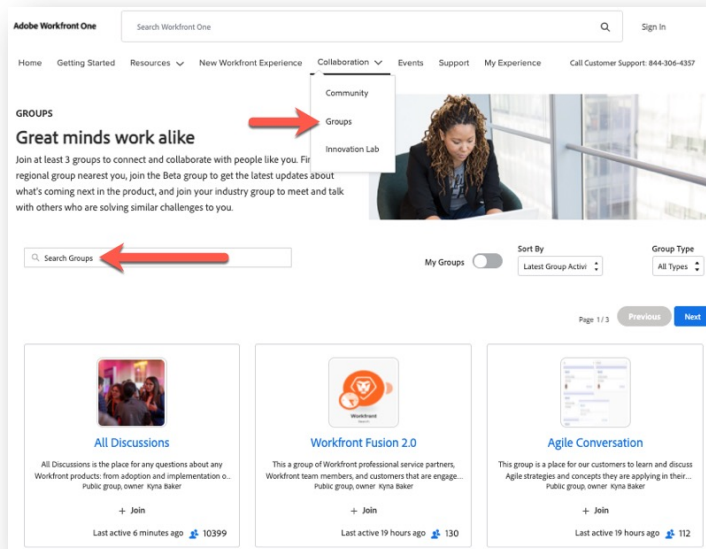 Adobe Workfront One
Search Workfront One
Sign In
Home Getting Started Resources New Workfront Experience Collaboration Events Support My Experience Call Customer Support: 844-306-4357
Community
Groups
Innovation Lab
GROUPS
Great minds work alike
Join at least 3 groups to connect and collaborate with people like you.
regional group nearest you, join the Beta group to get the latest updates about
what's coming next in the product, and join your industry group to meet and talk
with others who are solving similar challenges to you.
Search Groups
My Groups
Sort By
Latest Group Activi
Group Type
All Types
Page 1/3
Previous
Next
All Discussions
All Discussions is the place for any questions about any
Workfront products: from adoption and implementation o..
Public group, owner Kyna Baker
+ Join
Last active 6 minutes ago 10399
Workfront
Workfront Fusion 2.0
This a group of Workfront professional service partners,
Workfront team members, and customers that are engage...
Public group, owner Kyna Baker
+ Join
Last active 19 hours ago 130
Agile Conversation
This group is a place for our customers to learn and discuss
Agile strategies and concepts they are applying in their...
Public group, owner Kyna Baker
+ Join
Last active 19 hours ago 112